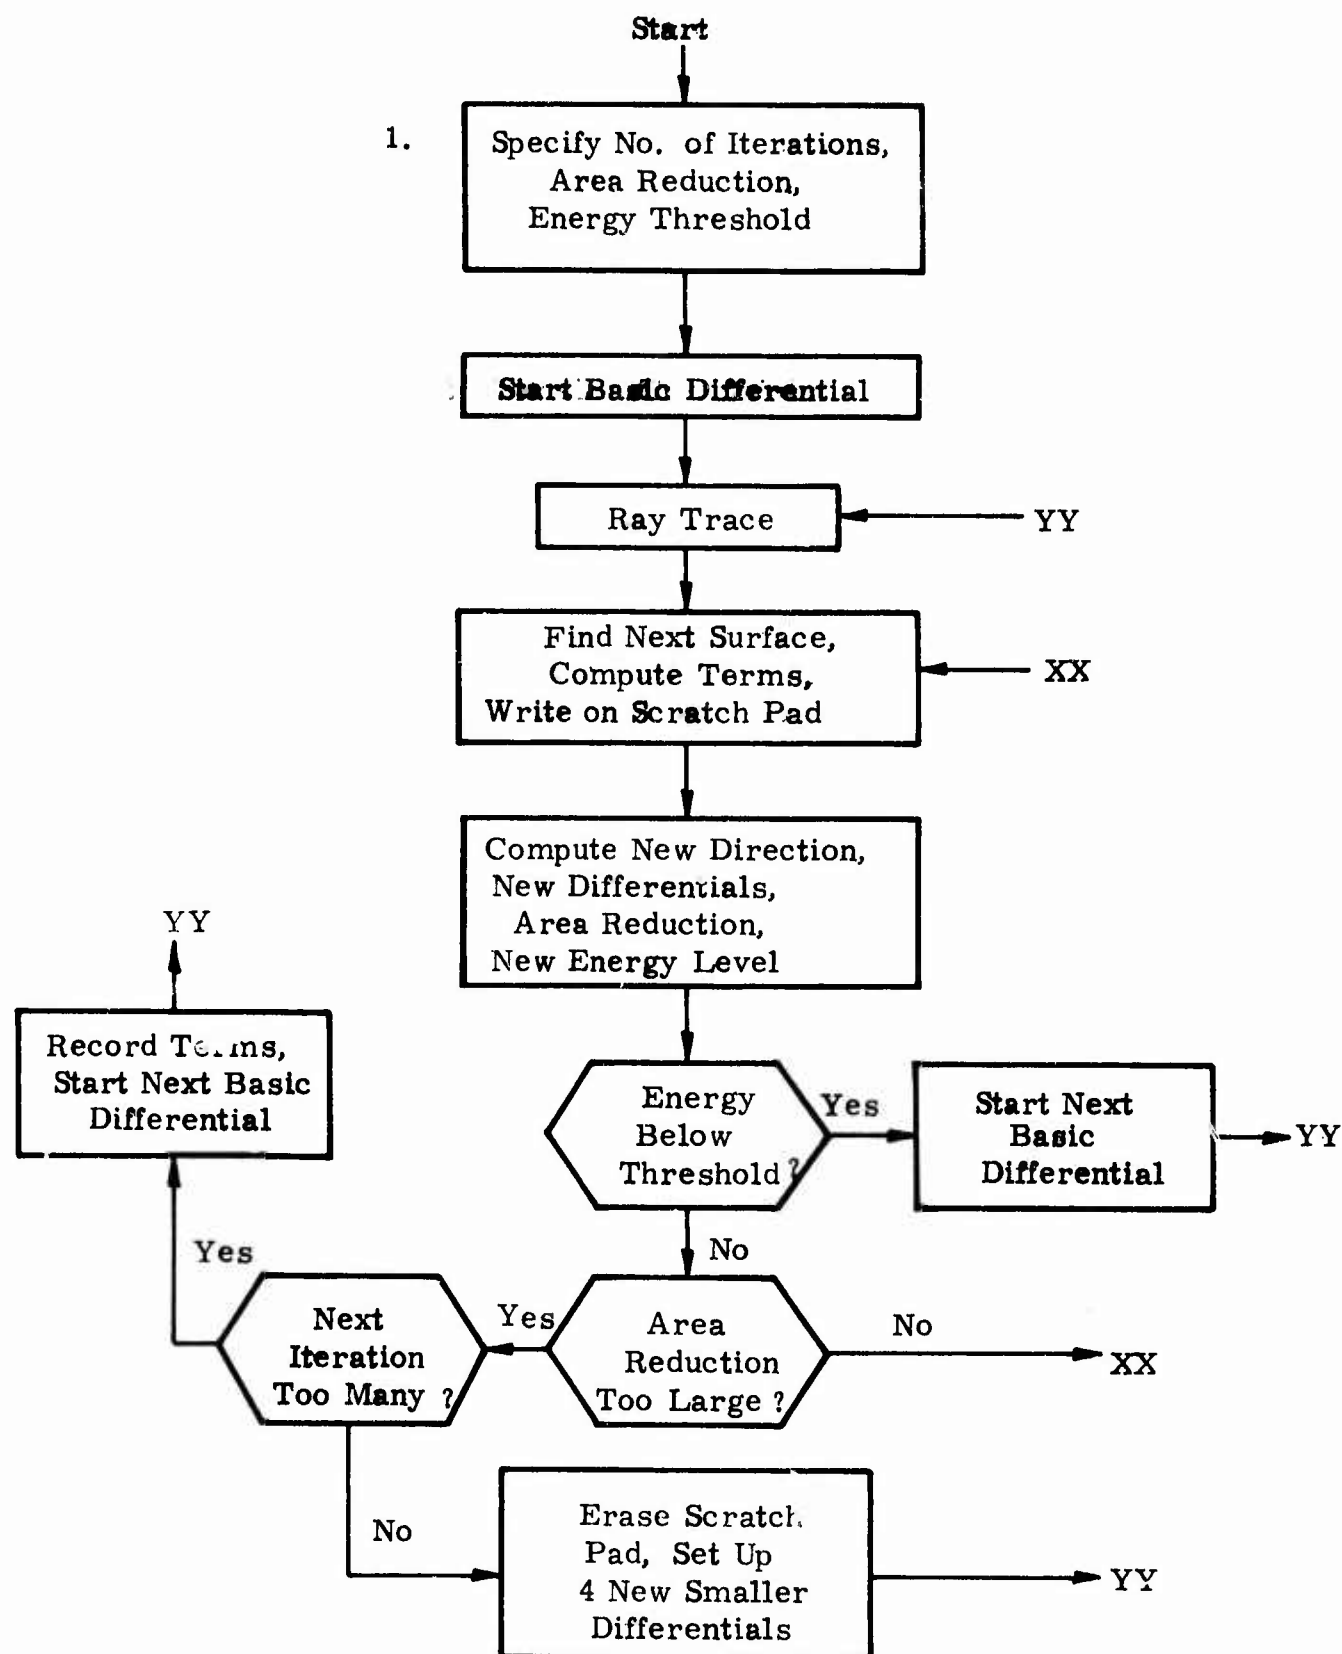 Start
1.
Specify No. of Iterations,
Area Reduction,
Energy Threshold
Start Basic Differential
Ray Trace
YY
Find Next Surface,
Compute Terms,
Write on Scratch Pad
XX
Compute New Direction,
New Differentials,
Area Reduction,
New Energy Level
YY
Record Terms,
Start Next Basic
Differential
Energy
Below
Threshold ?
Yes
Start Next
Basic
Differential
YY
Yes
No
Next
Iteration
Too Many ?
Yes
Area
Reduction
Too Large ?
No
XX
No
Erase Scratch
Pad, Set Up
4 New Smaller
Differentials
YY